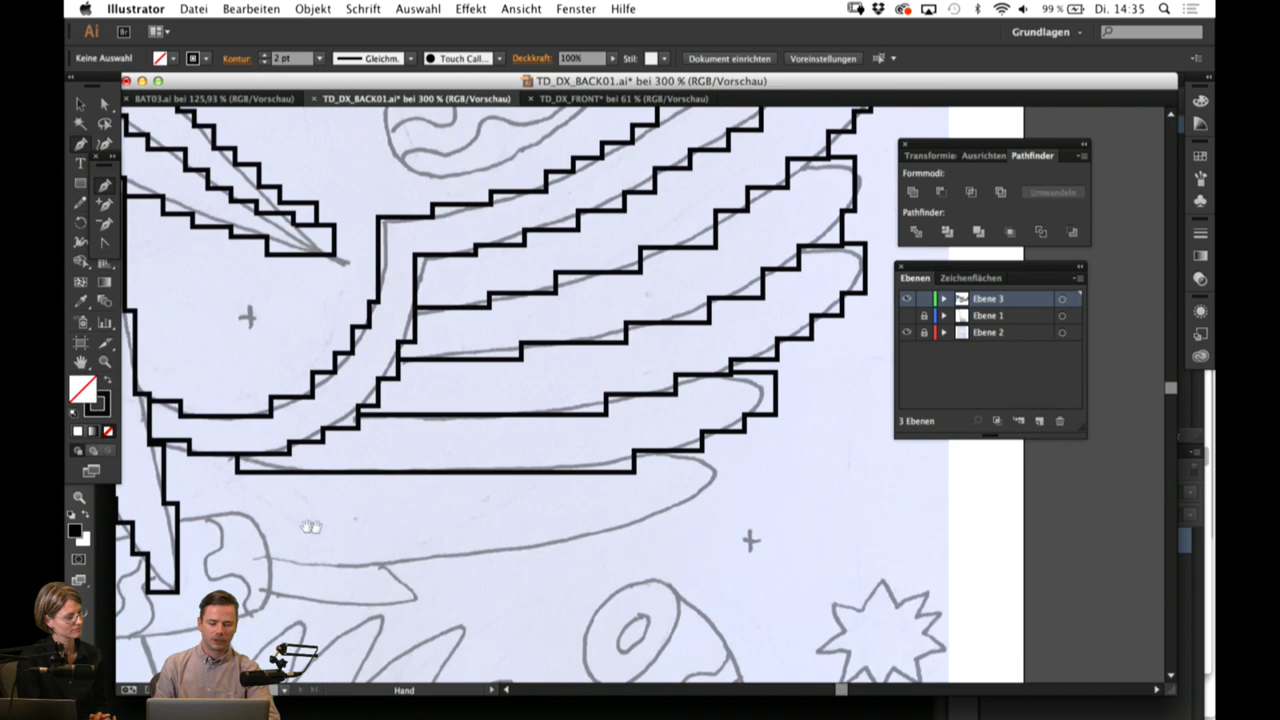 Illustrator Datei Bearbeiten Objekt Schrift Auswahl Effekt Ansicht Fenster Hilfe 99 % Di. 14:35
Ai Br Grundlagen
Keine Auswahl Kontur: 2 pt Gleichm. Touch Call... Deckkraft: 100% Stil: Dokument einrichten Voreinstellungen
TD_DX_BACK01.ai* bei 300 % (RGB/Vorschau)
× BAT03.ai bei 125,93 % (RGB/Vorschau) × TD_DX_BACK01.ai* bei 300 % (RGB/Vorschau) × TD_DX_FRONT* bei 61 % (RGB/Vorschau)
Transformie Ausrichten Pathfinder
Formmodi:
Umwandeln
Pathfinder:
Ebenen Zeichenflächen
Ebene 3
Ebene 1
Ebene 2
3 Ebenen
Hand